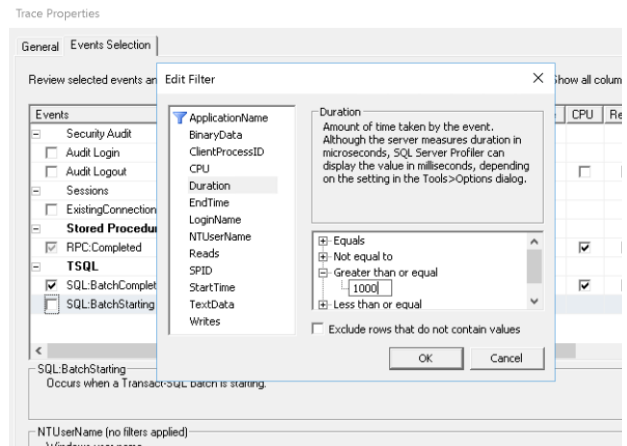 Trace Properties
General Events Selection
Review selected events an
Show all colum
Edit Filter
Events
CPU Re
Security Audit
Audit Login
Audit Logout
Sessions
ExistingConnection
Stored Procedu
RPC:Completed
TSQL
SQL:BatchComplet
SQL:BatchStarting
ApplicationName
BinaryData
ClientProcessID
CPU
Duration
EndTime
LoginName
NTUserName
Reads
SPID
StartTime
TextData
Writes
Duration
Amount of time taken by the event.
Although the server measures duration in
microseconds, SQL Server Profiler can
display the value in milliseconds, depending
on the setting in the Tools>Options dialog.
Equals
Not equal to
Greater than or equal
1000
Less than or equal
Exclude rows that do not contain values
OK Cancel
SQL:BatchStarting
Occurs when a Transact-SQL batch is starting.
NTUserName (no filters applied)
Windows user name